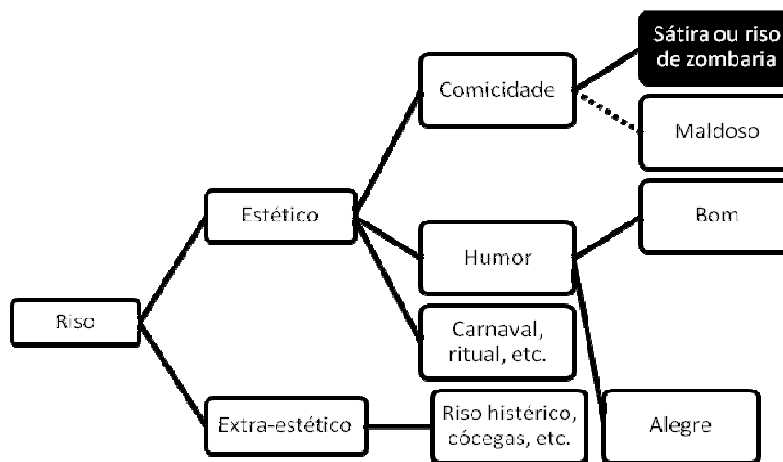 Sátira ou riso
de zombaria
Comicidade
Maldoso
Estético
Bom
Humor
Riso
Carnaval,
ritual, etc.
Extra-estético
Riso histérico,
cócegas, etc.
Alegre